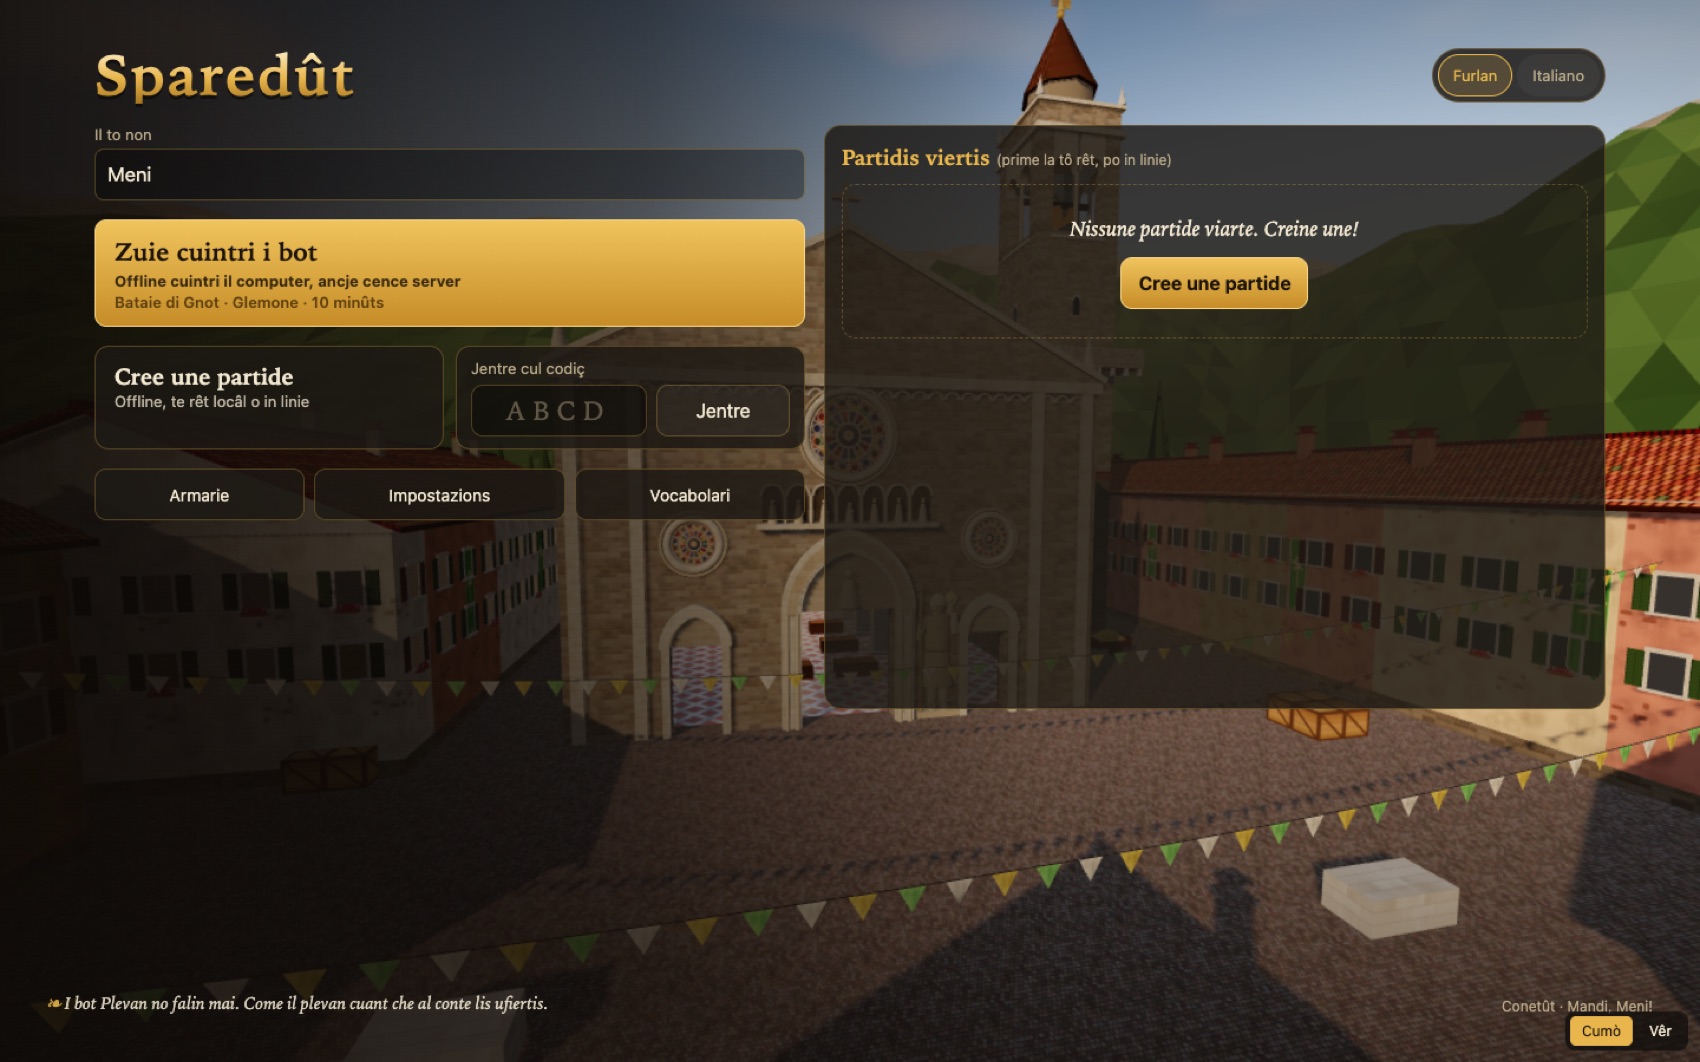 Sparedût
Furlan
Italiano
Il to non
Meni
Zuie cuintri i bot
Offline cuintri il computer, ancje cence server
Bataie di Gnot · Glemone · 10 minûts
Cree une partide
Offline, te rêt locâl o in linie
Jentre cul codiç
ABCD
Jentre
Armarie
Impostazions
Vocabolari
Partidis viertis (prime la tô rêt, po in linie)
Nissune partide viarte. Creine une!
Cree une partide
I bot Plevan no falin mai. Come il plevan cuant che al conte lis ufiertis.
Conetût · Mandi, Meni!
Cumò
Vêr